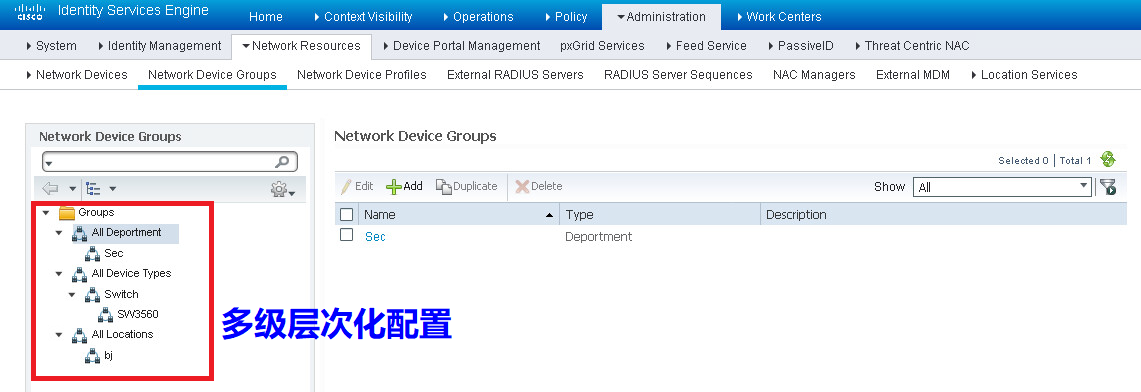 CISCO Identity Services Engine Home Context Visibility Operations Policy Administration Work Centers
System Identity Management Network Resources Device Portal Management pxGrid Services Feed Service PassiveID Threat Centric NAC
Network Devices Network Device Groups Network Device Profiles External RADIUS Servers RADIUS Server Sequences NAC Managers External MDM Location Services
Network Device Groups
Groups
All Deportment
Sec
All Device Types
Switch
SW3560
All Locations
bj
多级层次化配置
Network Device Groups
Selected 0 | Total 1
Edit Add Duplicate Delete Show All
Name Type Description
Sec Deportment